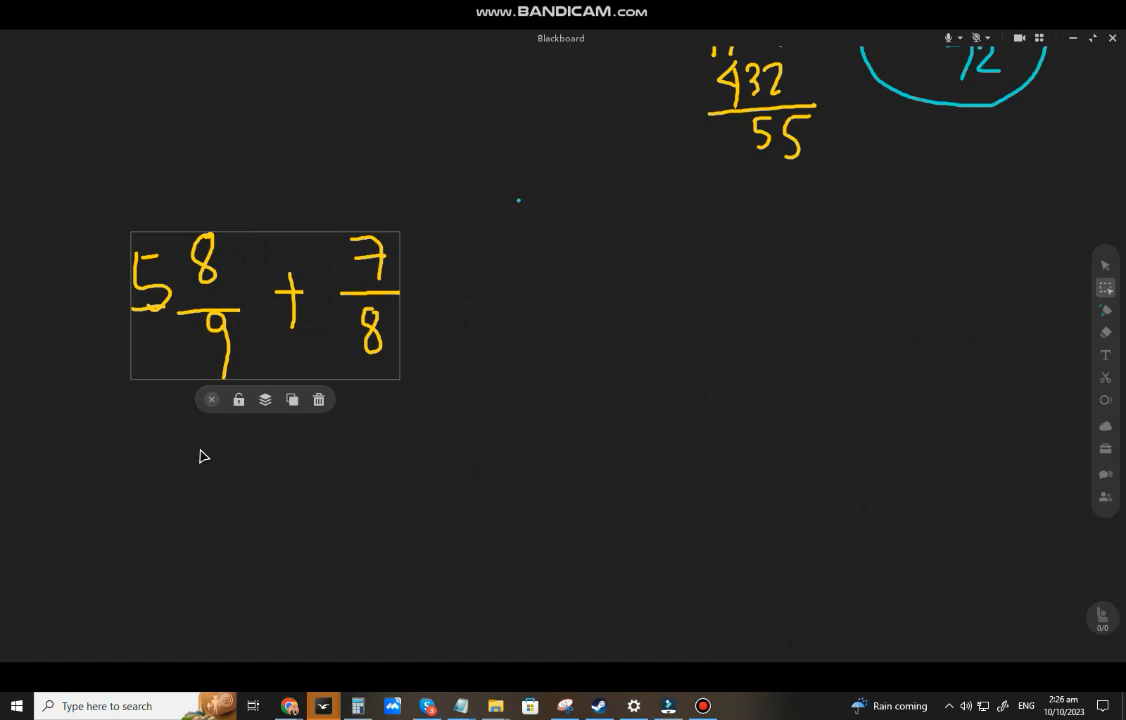 www.BANDICAM.com
Blackboard
72
432
55
5 8/9 + 7/8
0/0
Type here to search
Rain coming
ENG
2:26 am
10/10/2023